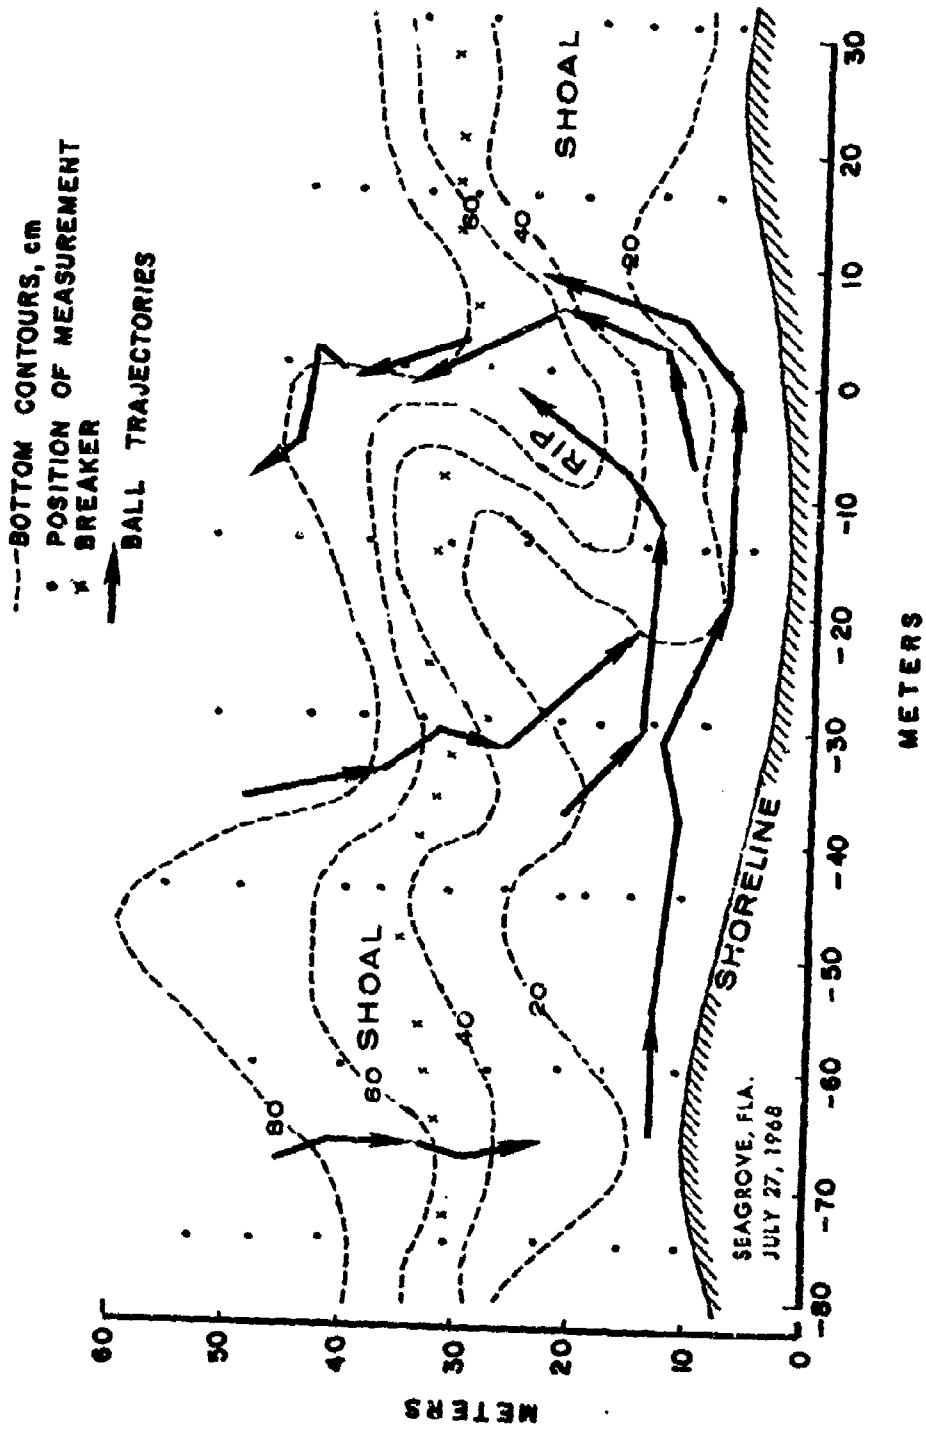 ---BOTTOM CONTOURS, cm
• POSITION OF MEASUREMENT
x BREAKER
BALL TRAJECTORIES
METERS
60
50
40
30
20
10
0
80
60 SHOAL
40
20
RIP
60
40
20
SHOAL
SEAGROVE, FLA.
JULY 27, 1968
SHORELINE
-80
-70
-60
-50
-40
-30
-20
-10
0
10
20
30
METERS